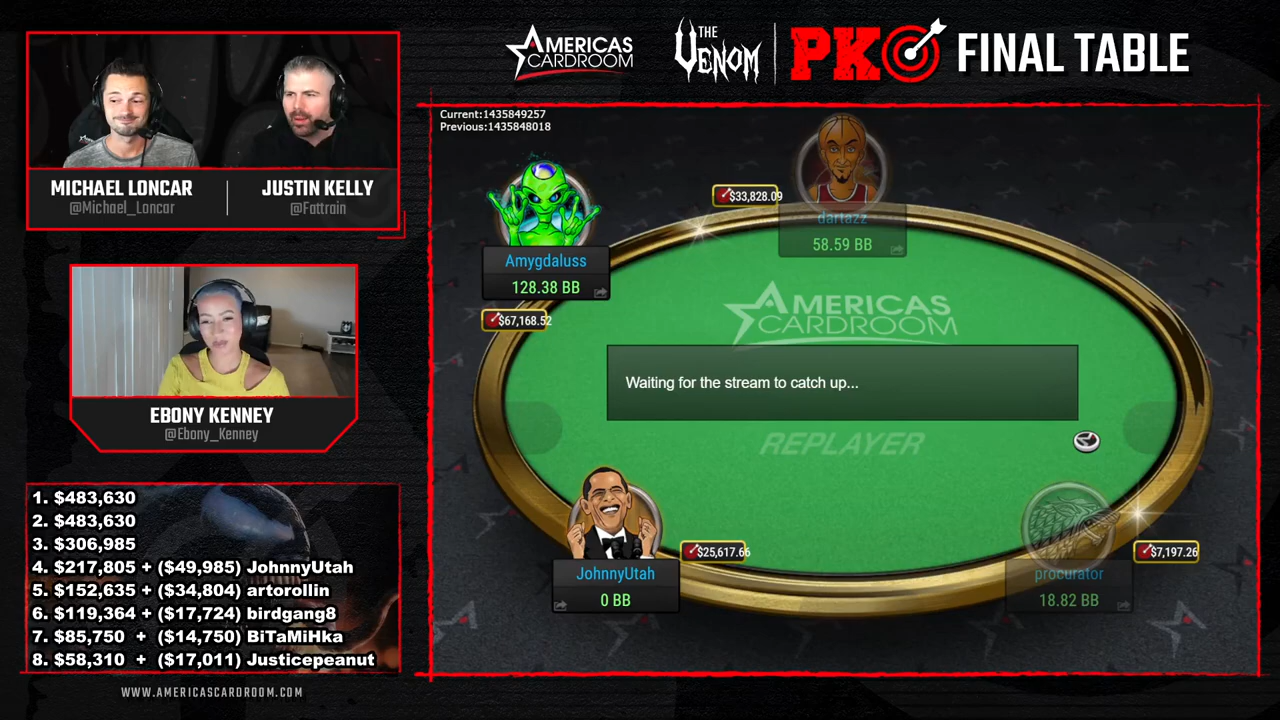 AMERICAS
CARDROOM
THE
VENOM
PKO
FINAL TABLE
MICHAEL LONCAR
@Michael_Loncar
JUSTIN KELLY
@Fattrain
EBONY KENNEY
@Ebony_Kenney
1. $483,630
2. $483,630
3. $306,985
4. $217,805 + ($49,985) JohnnyUtah
5. $152,635 + ($34,804) artorollin
6. $119,364 + ($17,724) birdgang8
7. $85,750 + ($14,750) BiTaMiHka
8. $58,310 + ($17,011) Justicepeanut
WWW.AMERICASCARDROOM.COM
Current:1435849257
Previous:1435848018
$33,828.09
dartazz
58.59 BB
Amygdaluss
128.38 BB
$67,168.52
AMERICAS
CARDROOM
Waiting for the stream to catch up...
REPLAYER
$25,617.66
JohnnyUtah
0 BB
$7,197.26
procurator
18.82 BB